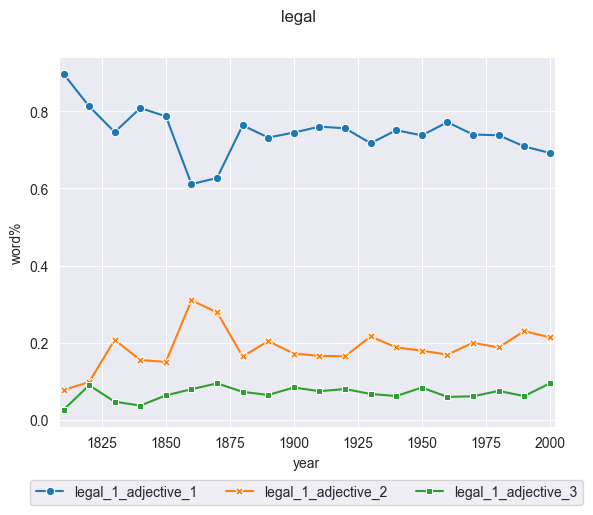 legal
0.8
0.6
0.4
0.2
0.0
word%
1825 1850 1875 1900 1925 1950 1975 2000
year
legal_1_adjective_1 legal_1_adjective_2 legal_1_adjective_3